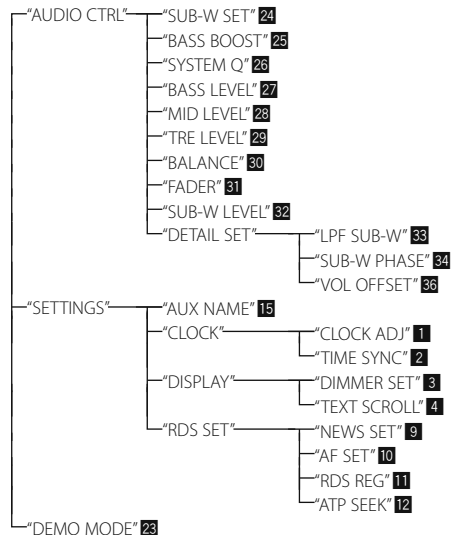 “AUDIO CTRL” “SUB-W SET” 24
“BASS BOOST” 25
“SYSTEM Q” 26
“BASS LEVEL” 27
“MID LEVEL” 28
“TRE LEVEL” 29
“BALANCE” 30
“FADER” 31
“SUB-W LEVEL” 32
“DETAIL SET” “LPF SUB-W” 33
“SUB-W PHASE” 34
“VOL OFFSET” 36
“SETTINGS” “AUX NAME” 15
“CLOCK” “CLOCK ADJ” 1
“TIME SYNC” 2
“DISPLAY” “DIMMER SET” 3
“TEXT SCROLL” 4
“RDS SET” “NEWS SET” 9
“AF SET” 10
“RDS REG” 11
“ATP SEEK” 12
“DEMO MODE” 23